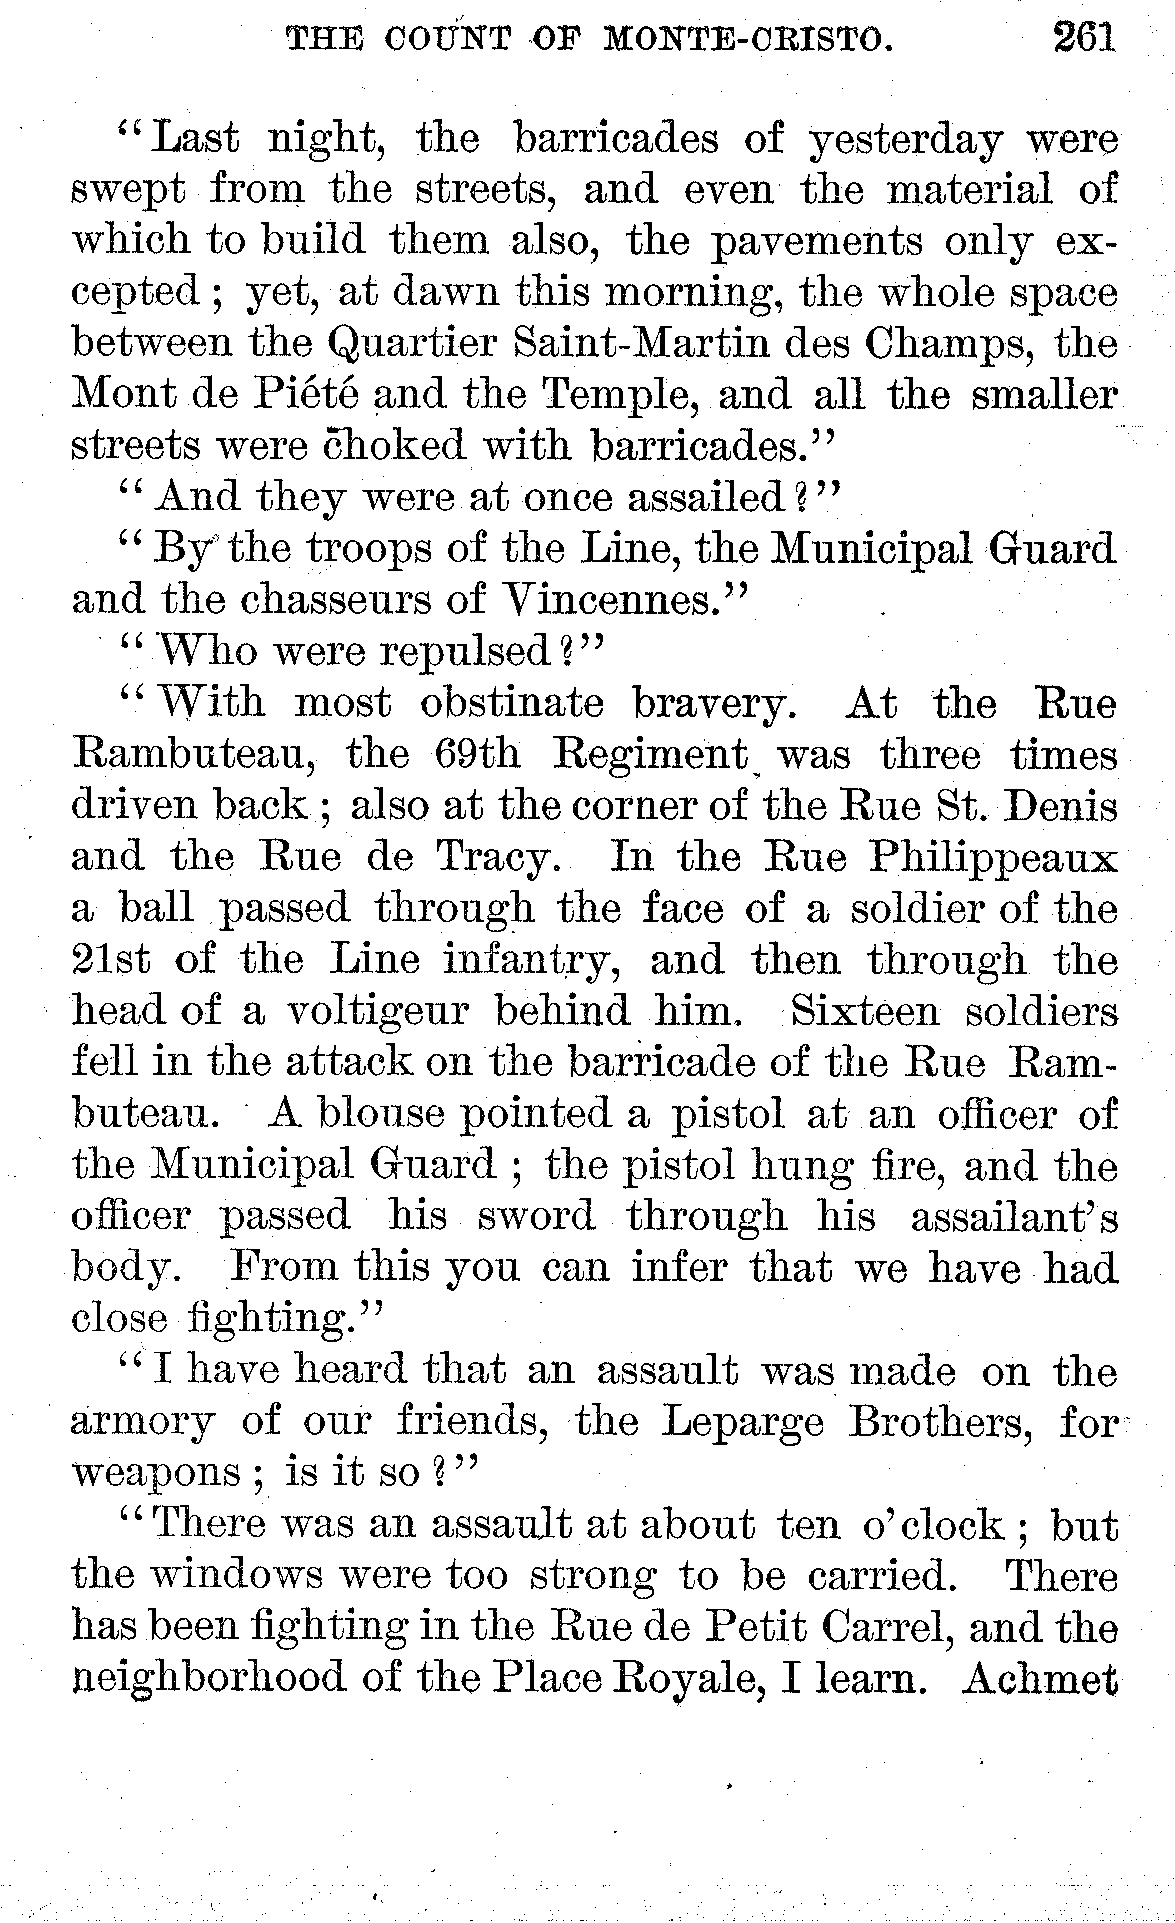 THE COUNT OF MONTE-CRISTO. 261
"Last night, the barricades of yesterday were
swept from the streets, and even the material of
which to build them also, the pavements only ex-
cepted; yet, at dawn this morning, the whole space
between the Quartier Saint-Martin des Champs, the
Mont de Piété and the Temple, and all the smaller
streets were choked with barricades."
"And they were at once assailed?"
"By the troops of the Line, the Municipal Guard
and the chasseurs of Vincennes."
"Who were repulsed?"
"With most obstinate bravery. At the Rue
Rambuteau, the 69th Regiment was three times
driven back; also at the corner of the Rue St. Denis
and the Rue de Tracy. In the Rue Philippeaux
a ball passed through the face of a soldier of the
21st of the Line infantry, and then through the
head of a voltigeur behind him. Sixteen soldiers
fell in the attack on the barricade of the Rue Ram-
buteau. A blouse pointed a pistol at an officer of
the Municipal Guard; the pistol hung fire, and the
officer passed his sword through his assailant's
body. From this you can infer that we have had
close fighting."
"I have heard that an assault was made on the
armory of our friends, the Leparge Brothers, for
weapons; is it so?"
"There was an assault at about ten o'clock; but
the windows were too strong to be carried. There
has been fighting in the Rue de Petit Carrel, and the
neighborhood of the Place Royale, I learn. Achmet